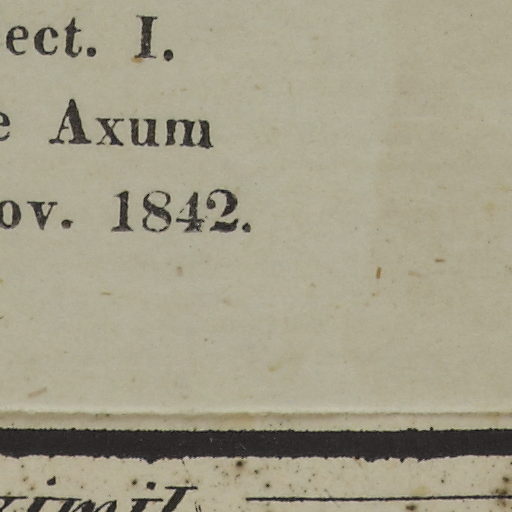 ect. I.
e Axum
ov. 1842.